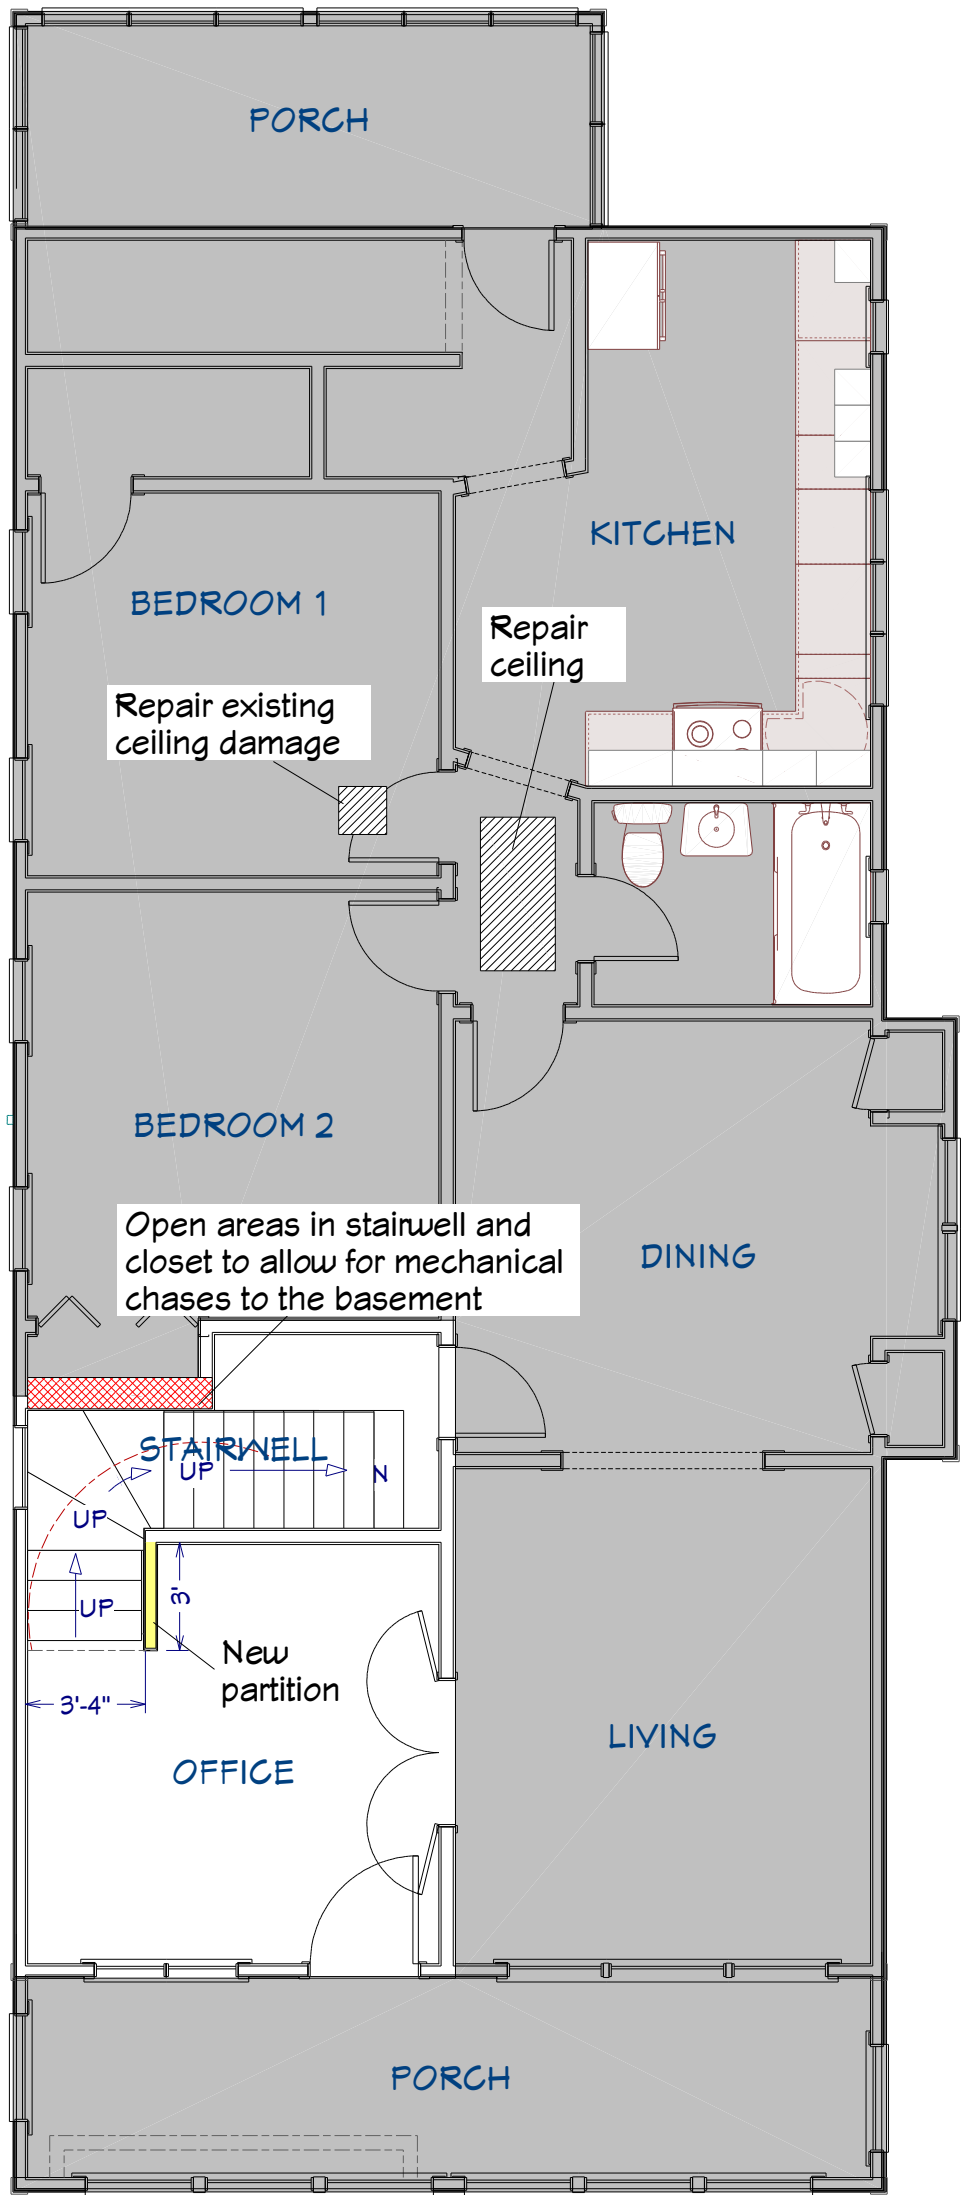 PORCH
KITCHEN
BEDROOM 1
Repair
ceiling
Repair existing
ceiling damage
BEDROOM 2
Open areas in stairwell and
closet to allow for mechanical
chases to the basement
DINING
STAIRWELL
UP
N
UP
UP
3'
New
partition
3'-4"
LIVING
OFFICE
PORCH